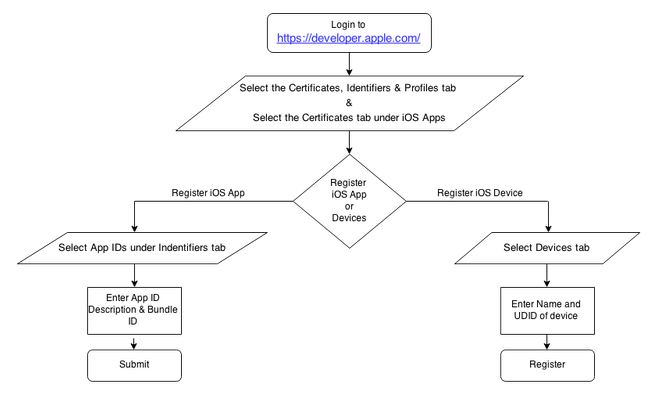 Login to
https://developer.apple.com/
Select the Certificates, Identifiers & Profiles tab
&
Select the Certificates tab under iOS Apps
Register
iOS App
or
Devices
Register iOS App
Register iOS Device
Select App IDs under Indentifiers tab
Select Devices tab
Enter App ID
Description & Bundle
ID
Enter Name and
UDID of device
Submit
Register